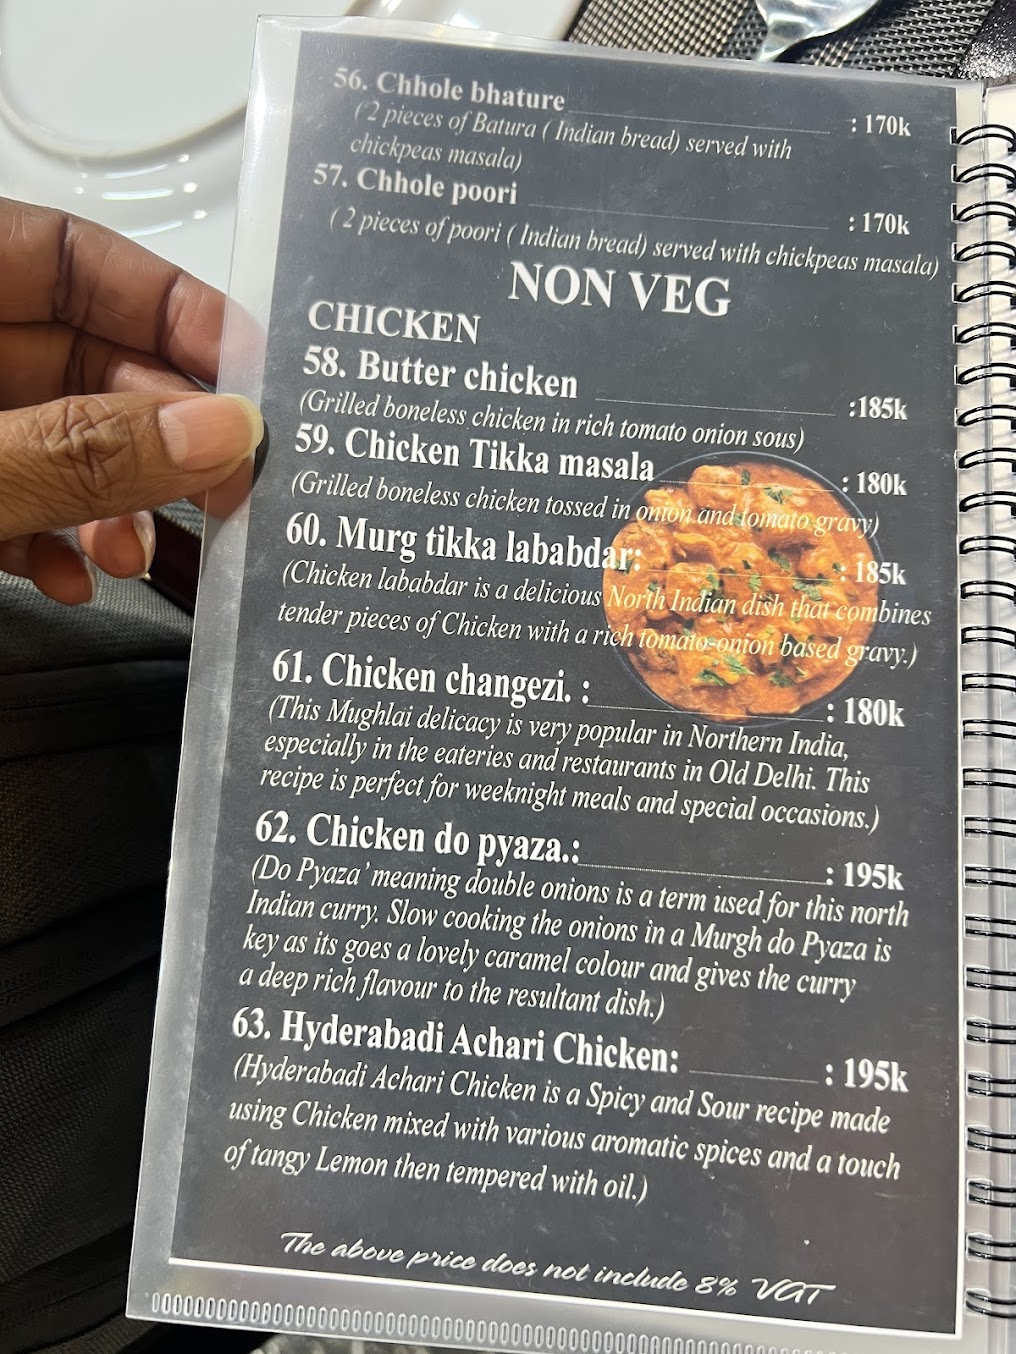 56. Chhole bhature : 170k
( 2 pieces of Batura ( Indian bread) served with
chickpeas masala)
57. Chhole poori : 170k
( 2 pieces of poori ( Indian bread) served with chickpeas masala)
NON VEG
CHICKEN
58. Butter chicken :185k
(Grilled boneless chicken in rich tomato onion sous)
59. Chicken Tikka masala : 180k
(Grilled boneless chicken tossed in onion and tomato gravy)
60. Murg tikka lababdar: : 185k
(Chicken lababdar is a delicious North Indian dish that combines
tender pieces of Chicken with a rich tomato-onion based gravy.)
61. Chicken changezi. : : 180k
(This Mughlai delicacy is very popular in Northern India,
especially in the eateries and restaurants in Old Delhi. This
recipe is perfect for weeknight meals and special occasions.)
62. Chicken do pyaza.: : 195k
(Do Pyaza' meaning double onions is a term used for this north
Indian curry. Slow cooking the onions in a Murgh do Pyaza is
key as its goes a lovely caramel colour and gives the curry
a deep rich flavour to the resultant dish.)
63. Hyderabadi Achari Chicken: : 195k
(Hyderabadi Achari Chicken is a Spicy and Sour recipe made
using Chicken mixed with various aromatic spices and a touch
of tangy Lemon then tempered with oil.)
The above price does not include 8% VAT